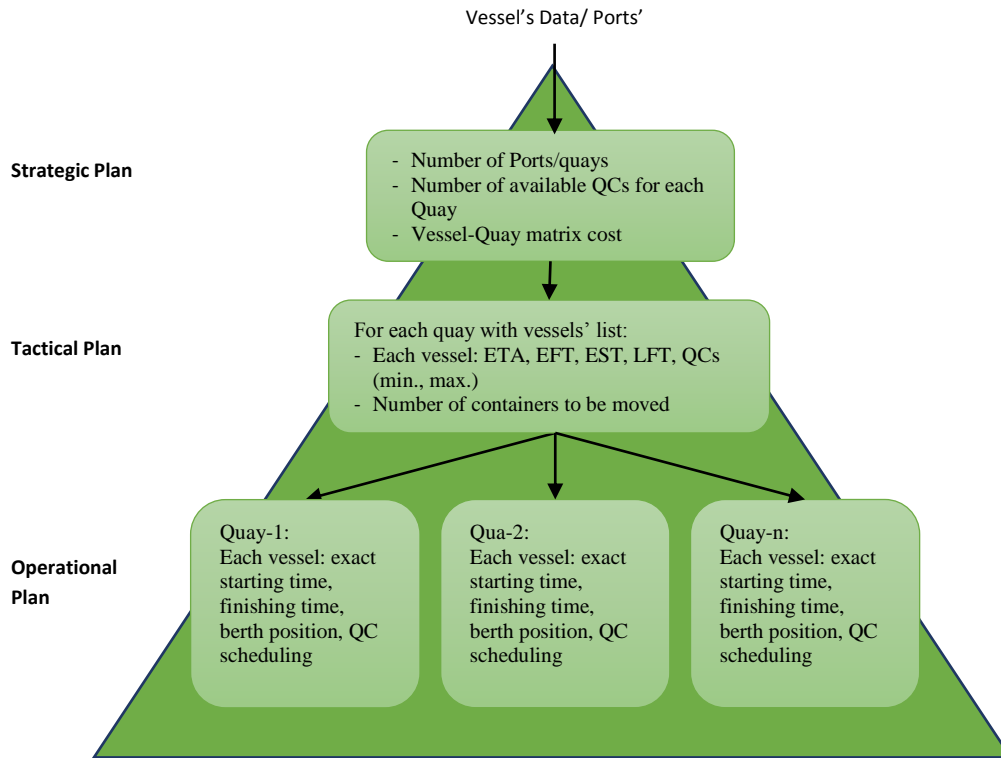 Vessel's Data/ Ports'
Strategic Plan
- Number of Ports/quays
- Number of available QCs for each
Quay
- Vessel-Quay matrix cost
Tactical Plan
For each quay with vessels' list:
- Each vessel: ETA, EFT, EST, LFT, QCs
(min., max.)
- Number of containers to be moved
Operational
Plan
Quay-1:
Each vessel: exact
starting time,
finishing time,
berth position, QC
scheduling
Qua-2:
Each vessel: exact
starting time,
finishing time,
berth position, QC
scheduling
Quay-n:
Each vessel: exact
starting time,
finishing time,
berth position, QC
scheduling